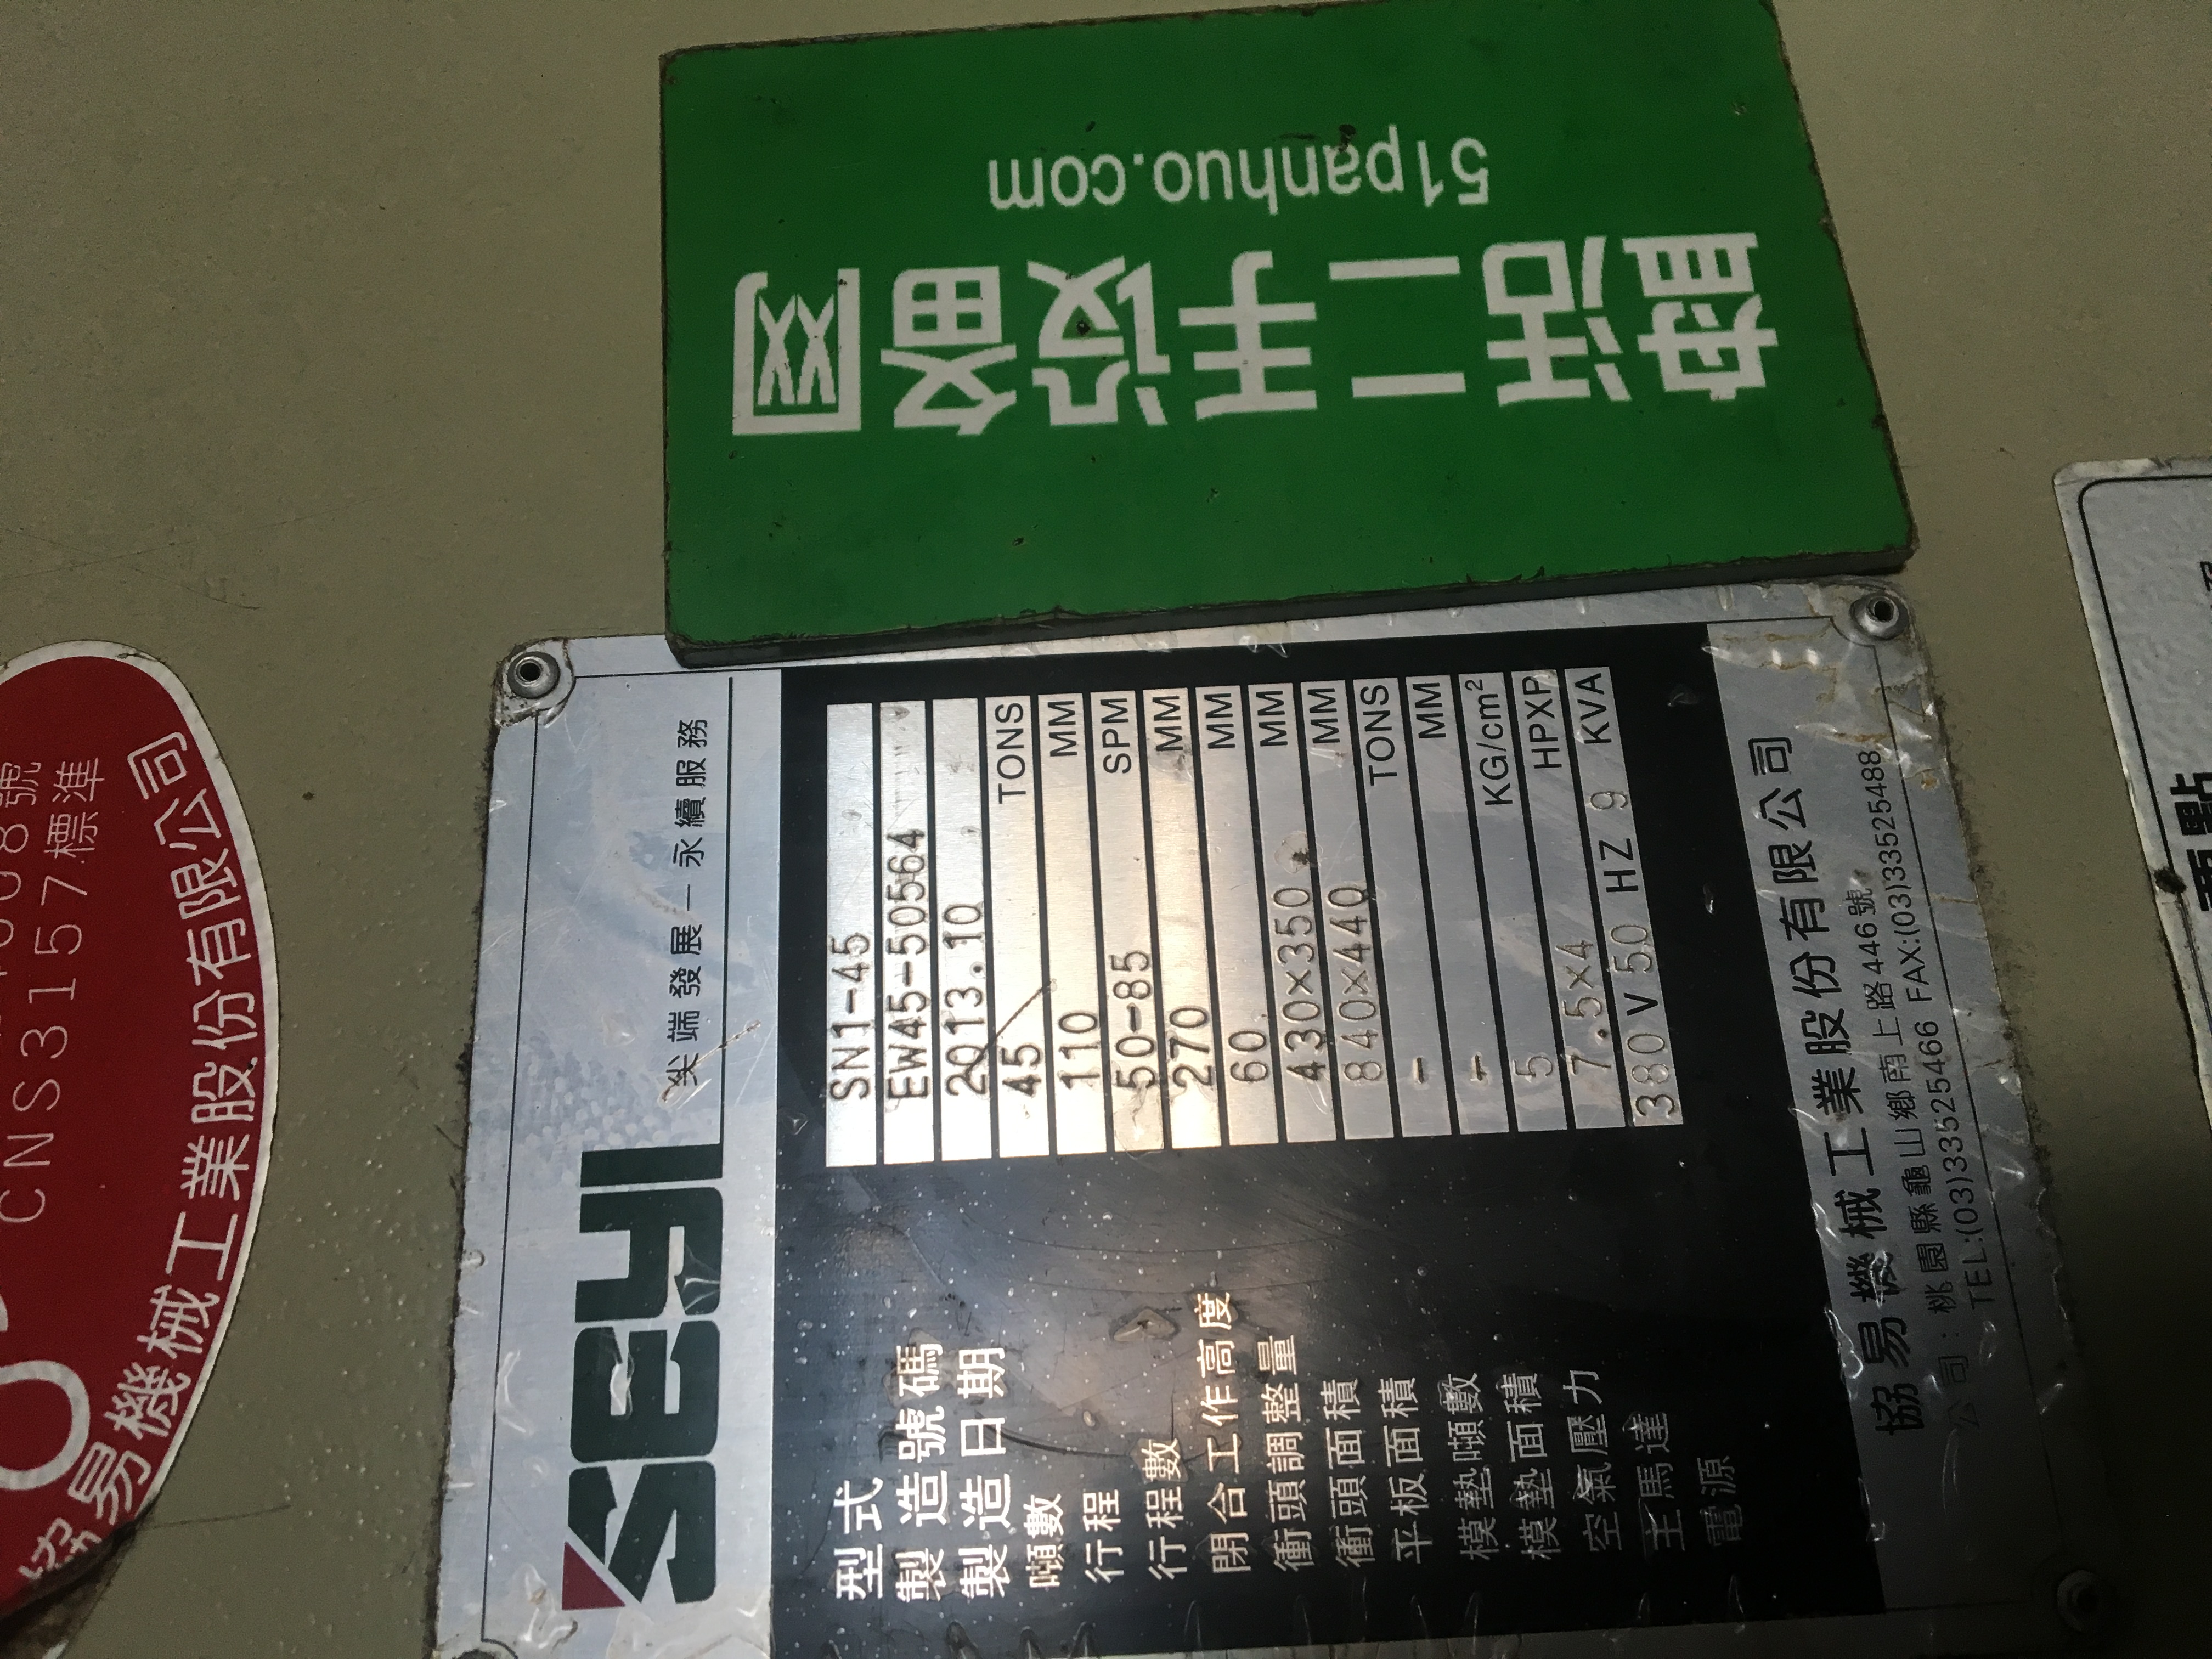 盘活二手设备网
51panhuo.com
SEYI
尖端發展—永續服務
型式 SN1-45
製造號碼 EW45-50564
製造日期 2013.10
噸數 45 TONS
行程 110 MM
行程數 50-85 SPM
閉合工作高度 270 MM
衝頭調整量 60 MM
衝頭面積 430×350 MM
平板面積 840×440 MM
模墊噸數 - TONS
模墊面積 - MM
空氣壓力 5 KG/cm²
主馬達 7.5×4 HPXP
電源 380 V 50 HZ 9 KVA
協易機械工業股份有限公司
公司：桃園縣龜山鄉南上路446號
TEL:(03)3525466 FAX:(03)3525488
CNS3157標準
協易機械工業股份有限公司